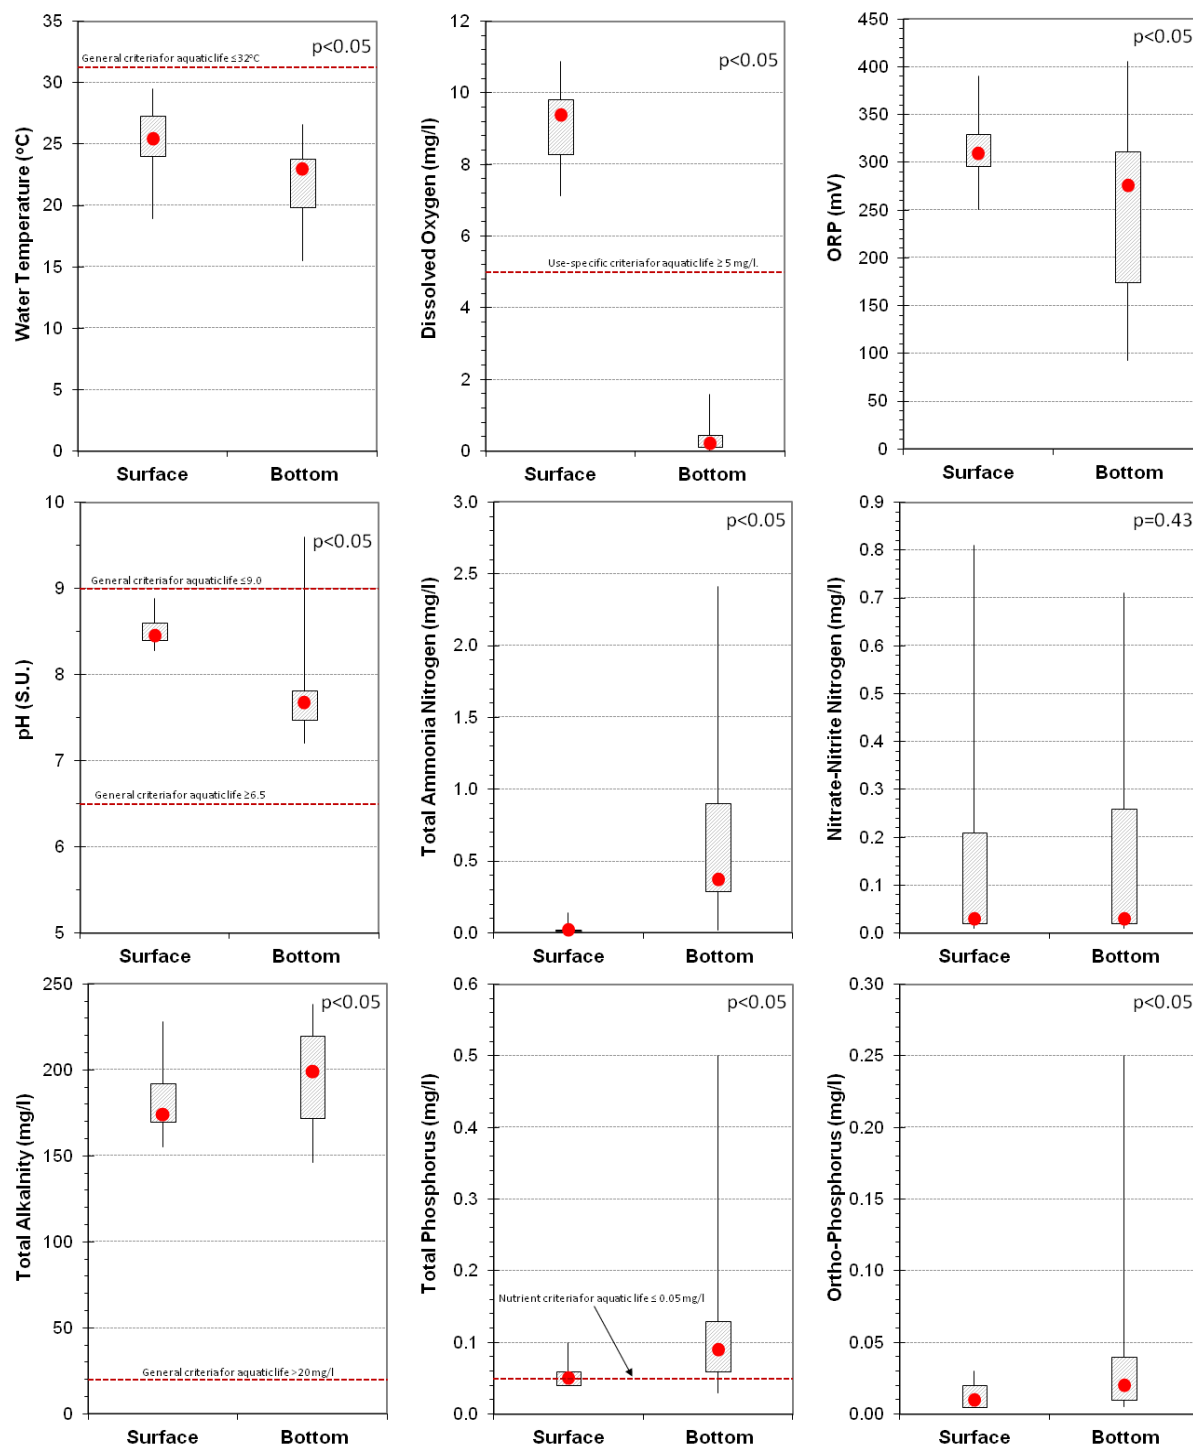 35
30
25
20
15
10
5
0
Water Temperature (°C)
General criteria for aquatic life ≤32°C
p<0.05
Surface
Bottom
12
10
8
6
4
2
0
Dissolved Oxygen (mg/l)
p<0.05
Use-specific criteria for aquatic life ≥ 5 mg/l.
Surface
Bottom
450
400
350
300
250
200
150
100
50
0
ORP (mV)
p<0.05
Surface
Bottom
10
9
8
7
6
5
pH (S.U.)
p<0.05
General criteria for aquatic life ≤9.0
General criteria for aquatic life ≥6.5
Surface
Bottom
3.0
2.5
2.0
1.5
1.0
0.5
0.0
Total Ammonia Nitrogen (mg/l)
p<0.05
Surface
Bottom
0.9
0.8
0.7
0.6
0.5
0.4
0.3
0.2
0.1
0.0
Nitrate-Nitrite Nitrogen (mg/l)
p=0.43
Surface
Bottom
250
200
150
100
50
0
Total Alkalnity (mg/l)
p<0.05
General criteria for aquatic life >20 mg/l
Surface
Bottom
0.6
0.5
0.4
0.3
0.2
0.1
0.0
Total Phosphorus (mg/l)
p<0.05
Nutrient criteria for aquatic life ≤ 0.05 mg/l
Surface
Bottom
0.30
0.25
0.20
0.15
0.10
0.05
0.00
Ortho-Phosphorus (mg/l)
p<0.05
Surface
Bottom